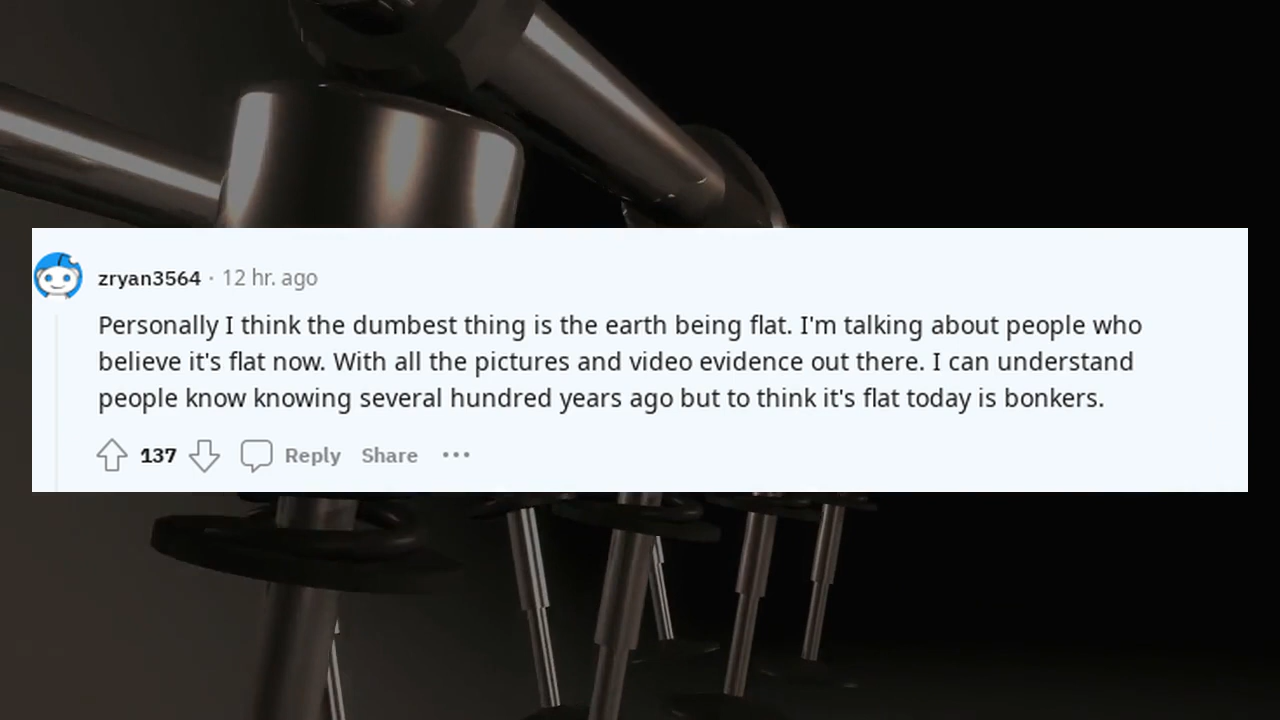 zryan3564 · 12 hr. ago
Personally I think the dumbest thing is the earth being flat. I'm talking about people who
believe it's flat now. With all the pictures and video evidence out there. I can understand
people know knowing several hundred years ago but to think it's flat today is bonkers.
137 Reply Share ···